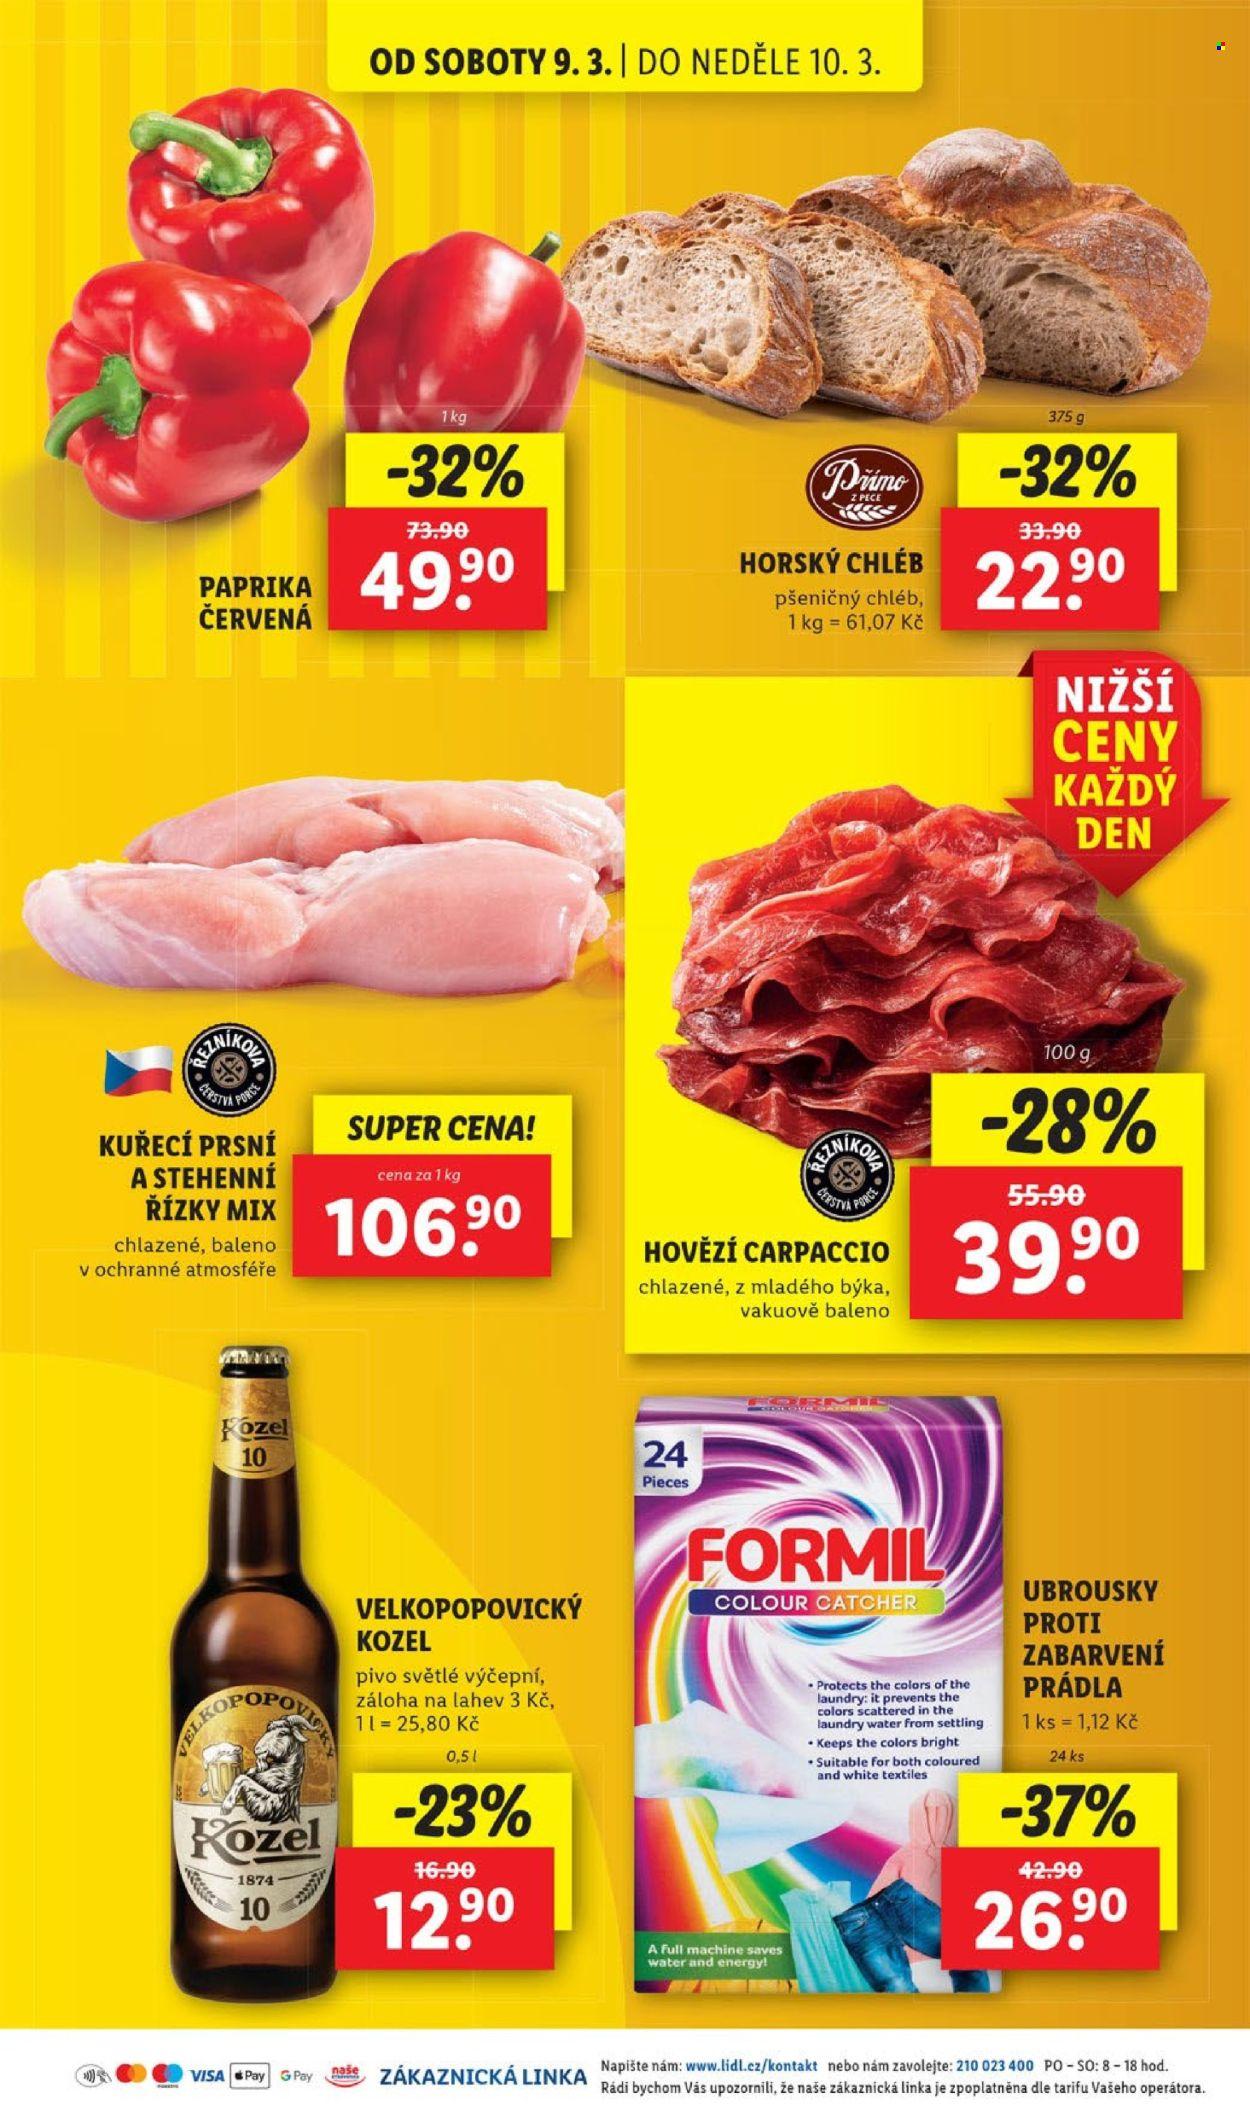 OD SOBOTY 9. 3. | DO NEDĚLE 10. 3.
1 kg
-32%
73.90
49.90
PAPRIKA
ČERVENÁ
375 g
-32%
33.90
22.90
Přímo
Z PECE
HORSKÝ CHLÉB
pšeničný chléb,
1 kg = 61,07 Kč
NIŽŠÍ
CENY
KAŽDÝ
DEN
ŘEZNÍKOVA
ČERSTVÁ PORCE
KUŘECÍ PRSNÍ
A STEHENNÍ
ŘÍZKY MIX
chlazené, baleno
v ochranné atmosféře
SUPER CENA!
cena za 1 kg
106.90
100 g
-28%
55.90
39.90
ŘEZNÍKOVA
ČERSTVÁ PORCE
HOVĚZÍ CARPACCIO
chlazené, z mladého býka,
vakuově baleno
Kozel
10
VELKOPOPOVICKÝ
Kozel
1874
10
VELKOPOPOVICKÝ
KOZEL
pivo světlé výčepní,
záloha na lahev 3 Kč,
1 l = 25,80 Kč
0,5 l
-23%
16.90
12.90
FORMIL
COLOUR CATCHER
24
Pieces
FORMIL
COLOUR CATCHER
• Protects the colors of the
laundry: it prevents the
colors scattered in the
laundry water from settling
• Keeps the colors bright
• Suitable for both coloured
and white textiles
A full machine saves
water and energy!
UBROUSKY
PROTI
ZABARVENÍ
PRÁDLA
1 ks = 1,12 Kč
24 ks
-37%
42.90
26.90
VISA
Pay
G Pay
naše
ZÁKAZNICKÁ LINKA
Napište nám: www.lidl.cz/kontakt nebo nám zavolejte: 210 023 400 PO – SO: 8 – 18 hod.
Rádi bychom Vás upozornili, že naše zákaznická linka je zpoplatněna dle tarifu Vašeho operátora.